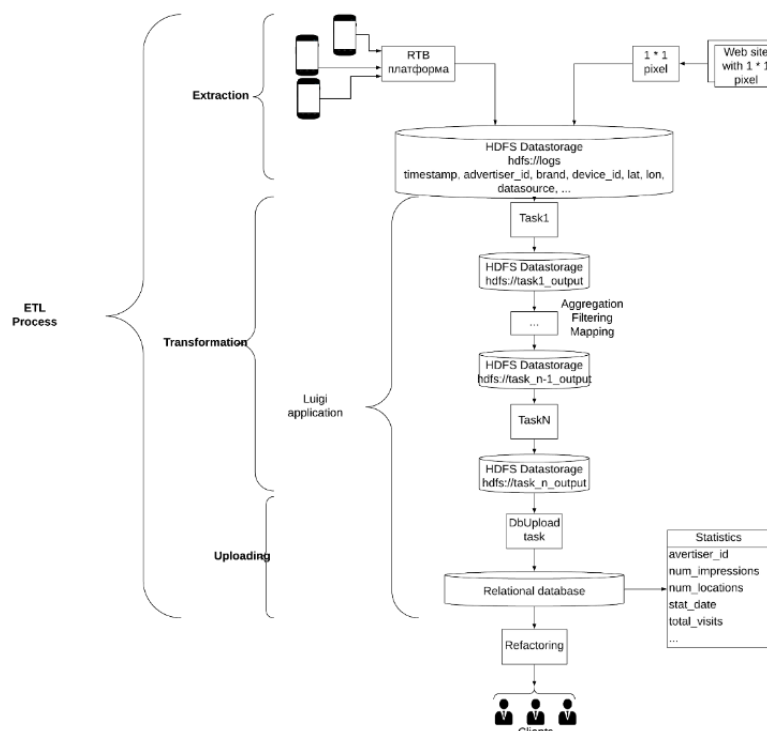 RTB
платформа
1 * 1
pixel
Web site
with 1 * 1
pixel
Extraction
HDFS Datastorage
hdfs://logs
timestamp, advertiser_id, brand, device_id, lat, lon,
datasource, ...
Task1
HDFS Datastorage
hdfs://task1_output
ETL
Process
Aggregation
Filtering
Mapping
...
Transformation
HDFS Datastorage
hdfs://task_n-1_output
Luigi
application
TaskN
HDFS Datastorage
hdfs://task_n_output
DbUpload
task
Uploading
Statistics
avertiser_id
num_impressions
num_locations
stat_date
total_visits
...
Relational database
Refactoring
Clients